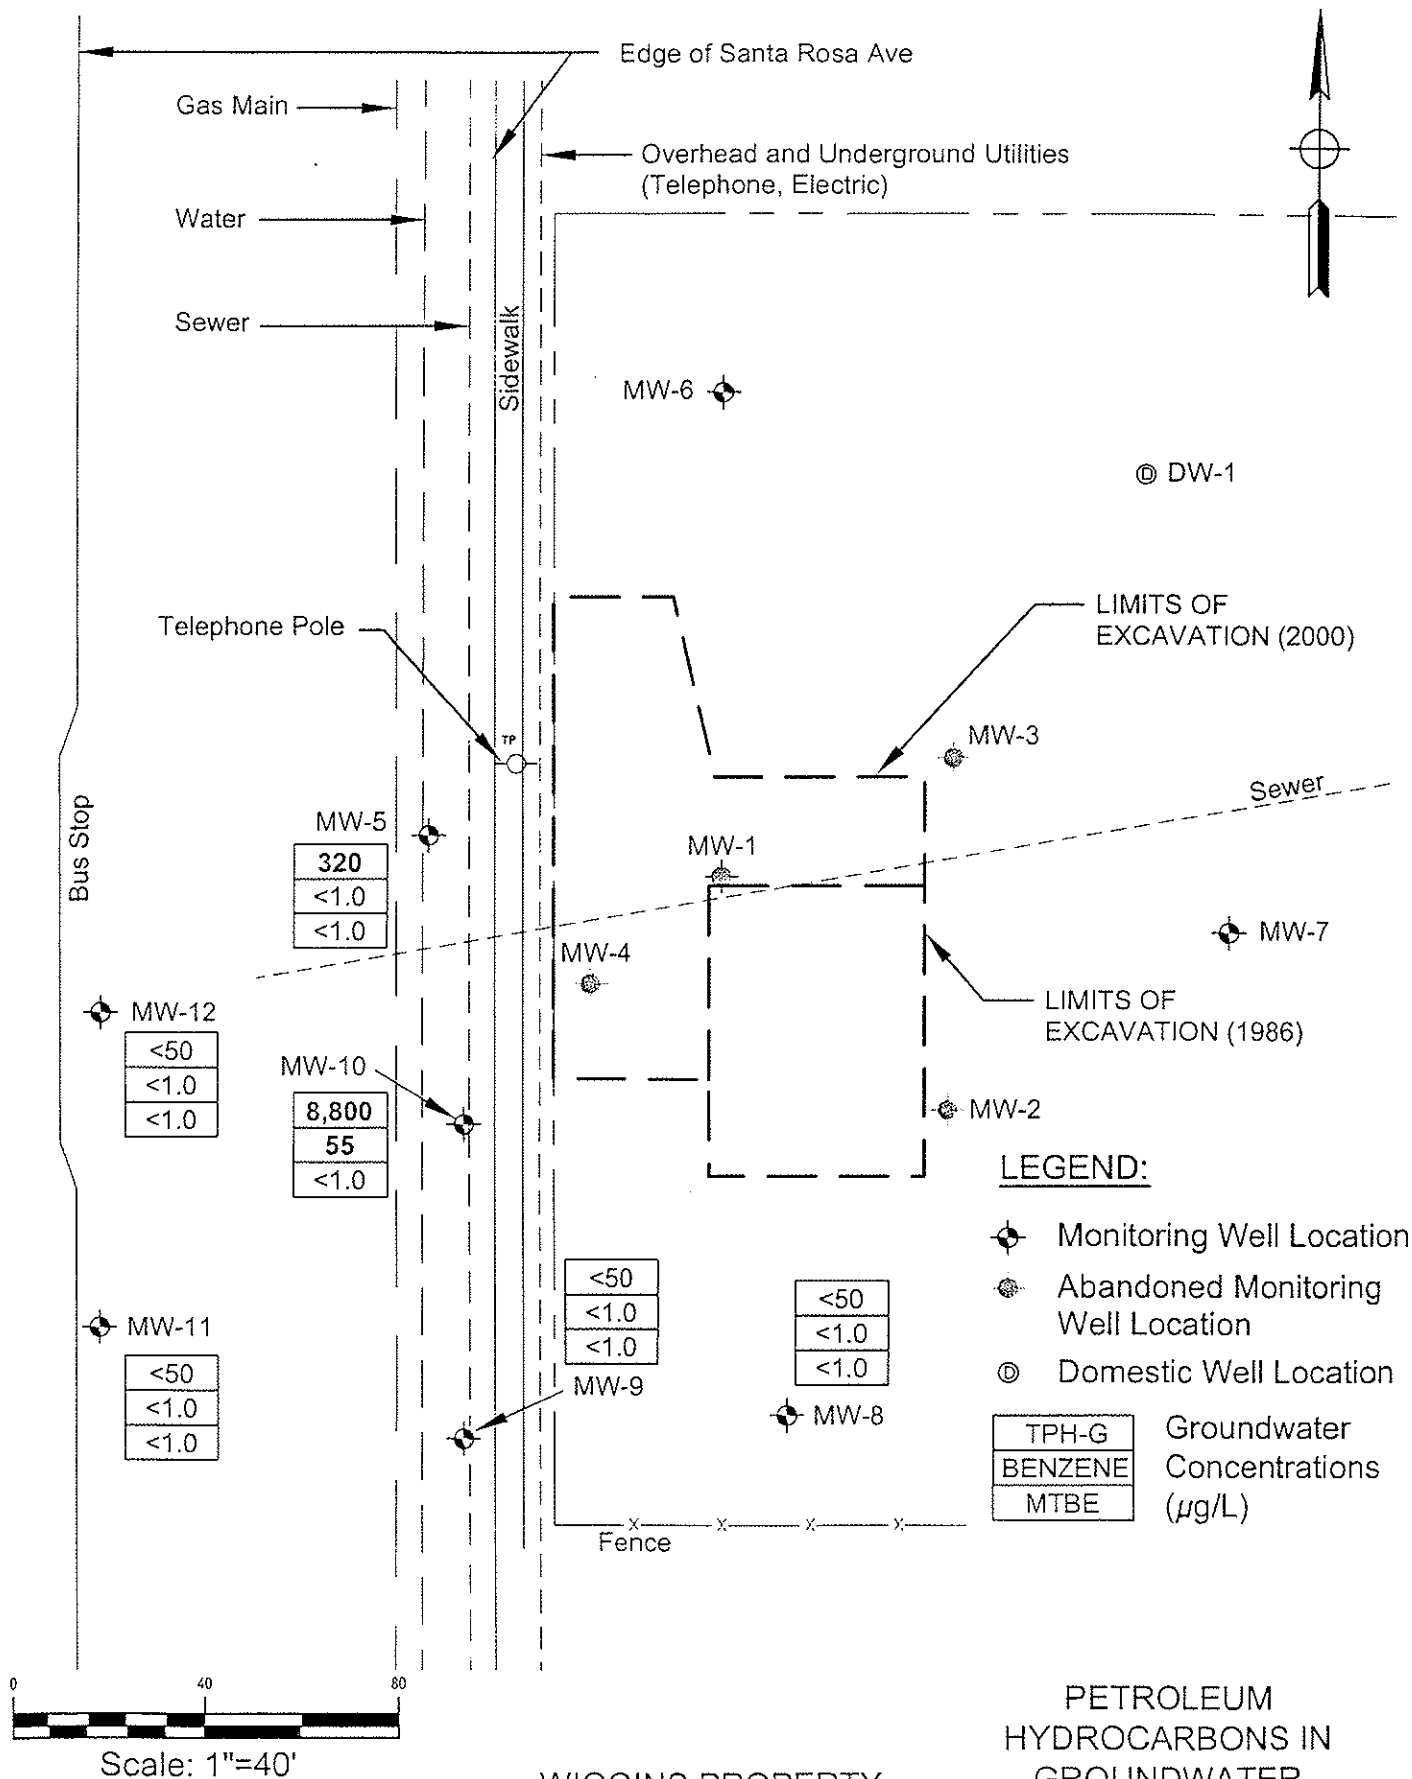 Edge of Santa Rosa Ave
Gas Main
Overhead and Underground Utilities
(Telephone, Electric)
Water
Sewer
Sidewalk
MW-6
DW-1
LIMITS OF
EXCAVATION (2000)
Telephone Pole
TP
MW-3
Sewer
Bus Stop
MW-5
320
<1.0
<1.0
MW-1
MW-7
MW-4
LIMITS OF
EXCAVATION (1986)
MW-12
<50
<1.0
<1.0
MW-10
8,800
55
<1.0
MW-2
LEGEND:
Monitoring Well Location
Abandoned Monitoring
Well Location
D Domestic Well Location
TPH-G
BENZENE
MTBE
Groundwater
Concentrations
(µg/L)
<50
<1.0
<1.0
MW-9
<50
<1.0
<1.0
MW-8
MW-11
<50
<1.0
<1.0
x x x x
Fence
0 40 80
Scale: 1"=40'
WIGGINS PROPERTY
PETROLEUM
HYDROCARBONS IN
GROUNDWATER